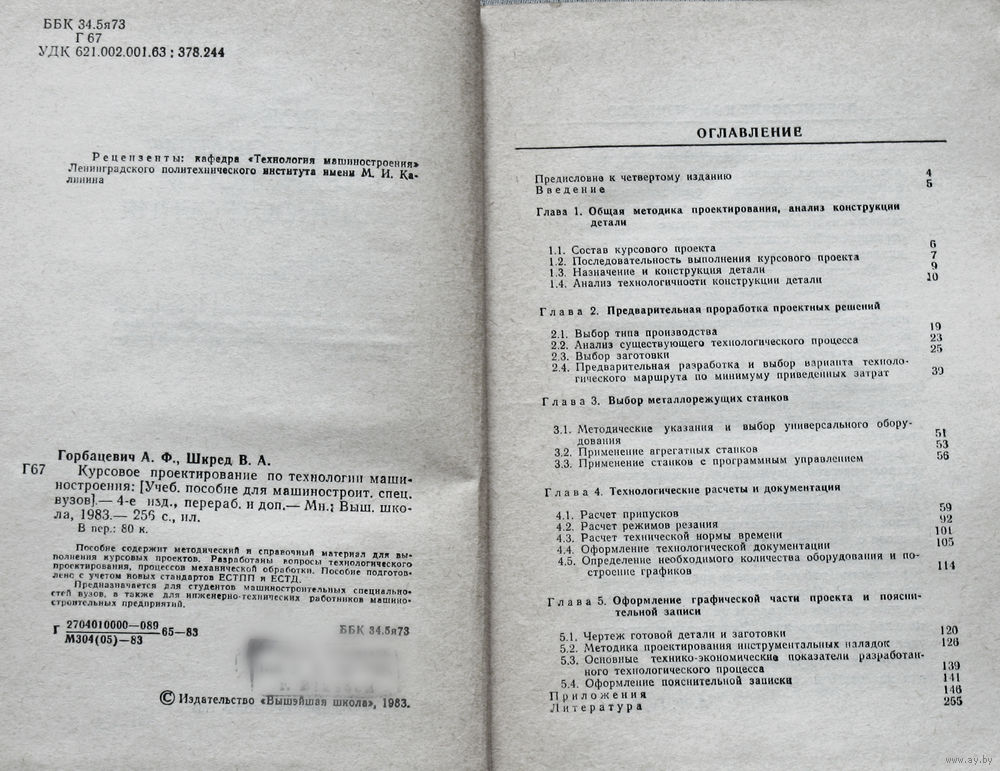 ББК 34.5я73
Г 67
УДК 621.002.001.63 : 378.244
Рецензенты: кафедра «Технология машиностроения»
Ленинградского политехнического института имени М. И. Ка-
линина
Горбацевич А. Ф., Шкред В. А.
Г67 Курсовое проектирование по технологии маши-
ностроения: [Учеб. пособие для машиностроит. спец.
вузов].— 4-е изд., перераб. и доп.— Мн.: Выш. шко-
ла, 1983.— 256 с., ил.
В пер.: 80 к.
Пособие содержит методический и справочный материал для вы-
полнения курсовых проектов. Разработаны вопросы технологического
проектирования, процессов механической обработки. Пособие подготов-
лено с учетом новых стандартов ЕСТПП и ЕСТД.
Предназначается для студентов машиностроительных специально-
стей вузов, а также для инженерно-технических работников машино-
строительных предприятий.
Г 2704010000—089
М304(05)—83
65—83
ББК 34.5я73
© Издательство «Вышэйшая школа», 1983.
ОГЛАВЛЕНИЕ
Предисловие к четвертому изданию 4
Введение 5
Глава 1. Общая методика проектирования, анализ конструкции
детали
1.1. Состав курсового проекта 6
1.2. Последовательность выполнения курсового проекта 7
1.3. Назначение и конструкция детали 9
1.4. Анализ технологичности конструкции детали 10
Глава 2. Предварительная проработка проектных решений
2.1. Выбор типа производства 19
2.2. Анализ существующего технологического процесса 23
2.3. Выбор заготовки 25
2.4. Предварительная разработка и выбор варианта техноло-
гического маршрута по минимуму приведенных затрат 39
Глава 3. Выбор металлорежущих станков
3.1. Методические указания и выбор универсального обору-
дования 51
3.2. Применение агрегатных станков 53
3.3. Применение станков с программным управлением 56
Глава 4. Технологические расчеты и документация
4.1. Расчет припусков 59
4.2. Расчет режимов резания 92
4.3. Расчет технической нормы времени 101
4.4. Оформление технологической документации 105
4.5. Определение необходимого количества оборудования и по-
строение графиков 114
Глава 5. Оформление графической части проекта и поясни-
тельной записки
5.1. Чертеж готовой детали и заготовки 120
5.2. Методика проектирования инструментальных наладок 126
5.3. Основные технико-экономические показатели разработан-
ного технологического процесса 139
5.4. Оформление пояснительной записки 141
Приложения 146
Литература 255
www.ay.by